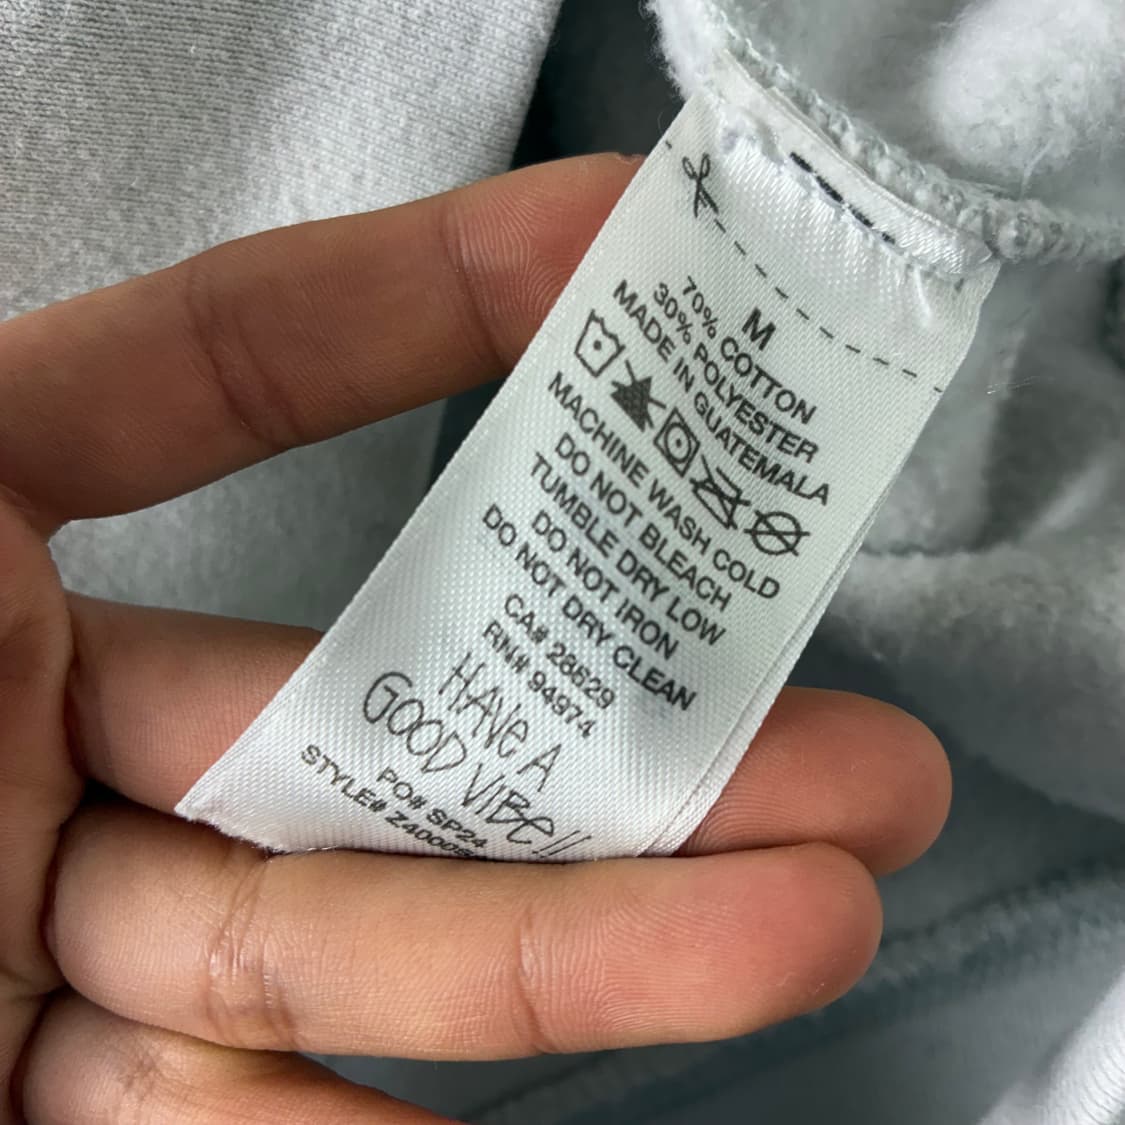 M
70% COTTON
30% POLYESTER
MADE IN GUATEMALA
MACHINE WASH COLD
DO NOT BLEACH
TUMBLE DRY LOW
DO NOT IRON
DO NOT DRY CLEAN
CA# 28629
RN# 94974
HAVE A
GOOD VIBE!!
PO# SP24
STYLE#